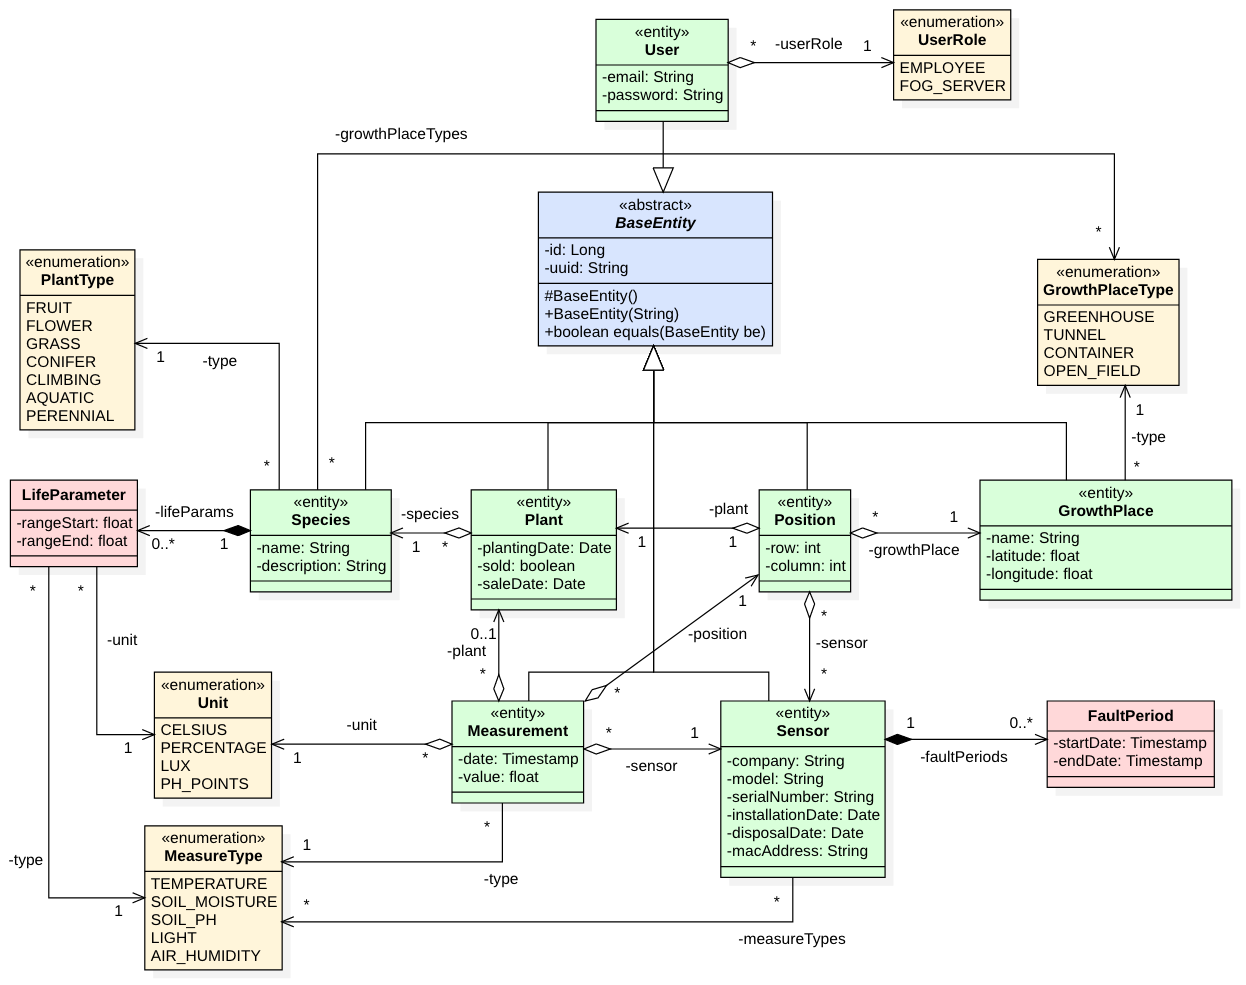 «entity»
User
-email: String
-password: String
*
-userRole
1
«enumeration»
UserRole
EMPLOYEE
FOG_SERVER
-growthPlaceTypes
*
*
«abstract»
BaseEntity
-id: Long
-uuid: String
#BaseEntity()
+BaseEntity(String)
+boolean equals(BaseEntity be)
«enumeration»
PlantType
FRUIT
FLOWER
GRASS
CONIFER
CLIMBING
AQUATIC
PERENNIAL
1
-type
*
«enumeration»
GrowthPlaceType
GREENHOUSE
TUNNEL
CONTAINER
OPEN_FIELD
1
-type
*
LifeParameter
-rangeStart: float
-rangeEnd: float
-lifeParams
0..*
1
«entity»
Species
-name: String
-description: String
-species
1
*
«entity»
Plant
-plantingDate: Date
-sold: boolean
-saleDate: Date
-plant
1
1
«entity»
Position
-row: int
-column: int
*
1
-growthPlace
«entity»
GrowthPlace
-name: String
-latitude: float
-longitude: float
*
*
-unit
1
0..1
-plant
*
1
-position
*
*
-sensor
*
«enumeration»
Unit
CELSIUS
PERCENTAGE
LUX
PH_POINTS
-unit
1
*
«entity»
Measurement
-date: Timestamp
-value: float
*
1
-sensor
«entity»
Sensor
-company: String
-model: String
-serialNumber: String
-installationDate: Date
-disposalDate: Date
-macAddress: String
1
0..*
-faultPeriods
FaultPeriod
-startDate: Timestamp
-endDate: Timestamp
«enumeration»
MeasureType
TEMPERATURE
SOIL_MOISTURE
SOIL_PH
LIGHT
AIR_HUMIDITY
-type
1
*
1
-type
*
*
-measureTypes